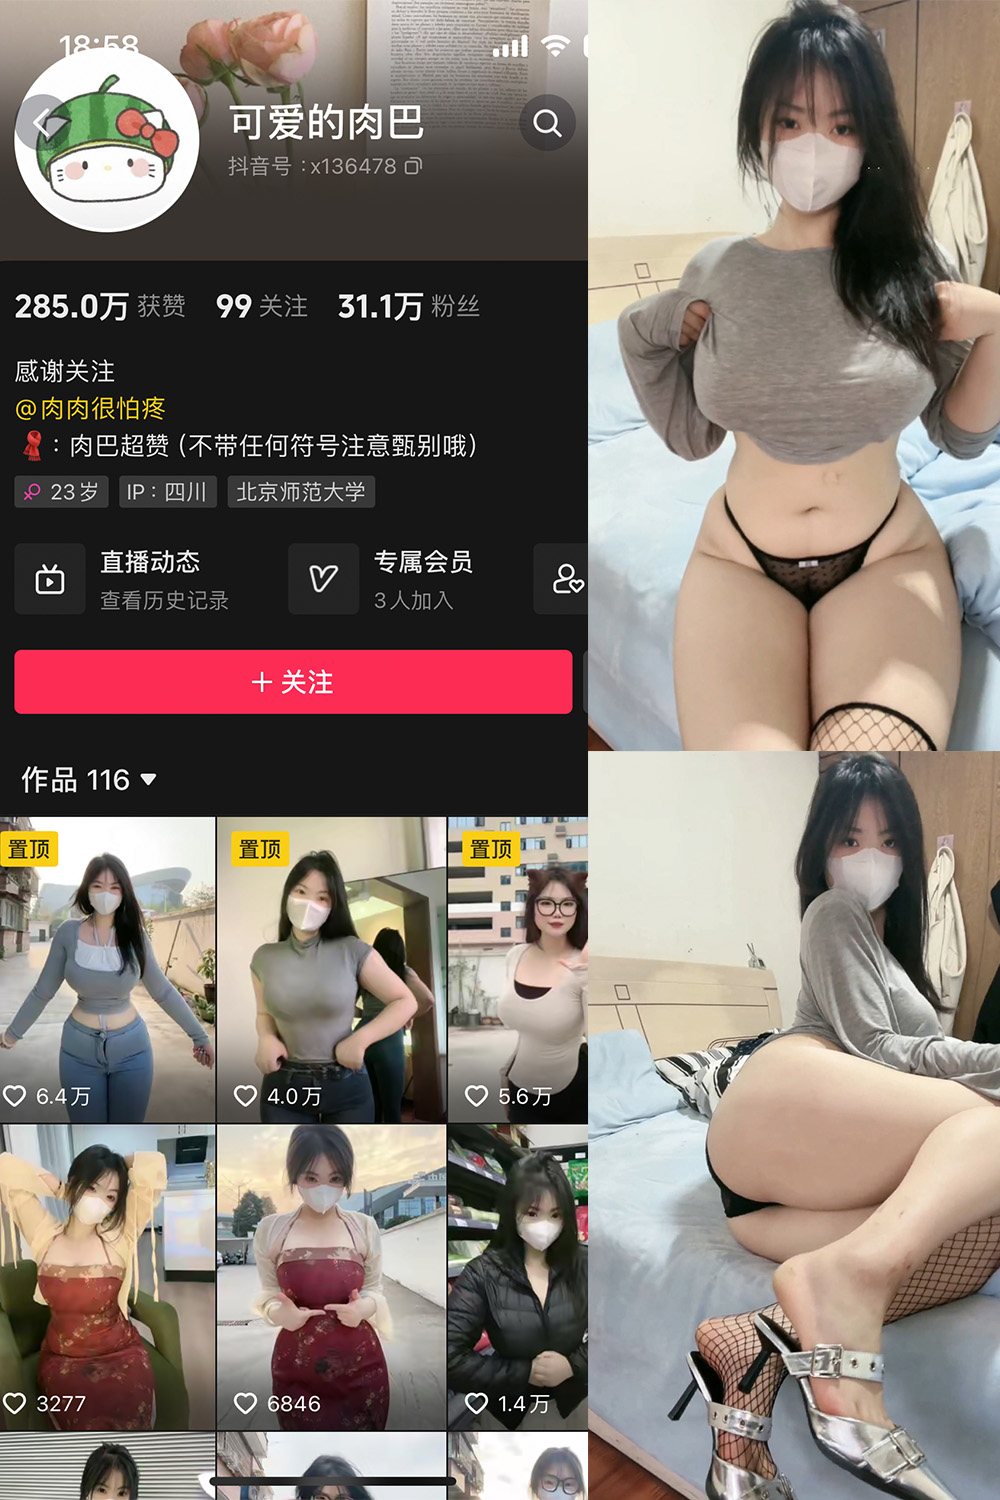 18:58
可爱的肉巴
抖音号：x136478
285.0万 获赞 99 关注 31.1万 粉丝
感谢关注
@肉肉很怕疼
：肉巴超赞（不带任何符号注意甄别哦）
23岁 IP：四川 北京师范大学
直播动态 专属会员
查看历史记录 3人加入
+ 关注
作品 116
置顶 置顶 置顶
6.4万 4.0万 5.6万
3277 6846 1.4万